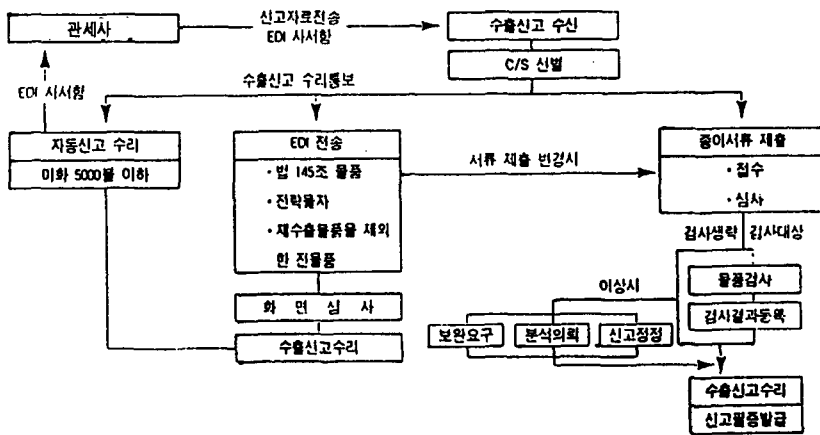 관세사
신고자료전송
EDI 사서함
수출신고 수신
C/S 선별
EDI 사서함
수출신고 수리통보
자동신고 수리
미화 5000불 이하
EDI 전송
• 법 145조 물품
• 전략물자
• 재수출물품물 제외
한 전물품
서류 제출 변경시
종이서류 제출
• 접수
• 심사
검사생략
검사대상
물품검사
검사결과등록
이상시
화 면 심 사
보완요구
분석의뢰
신고정정
수출신고수리
수출신고수리
신고필증발급